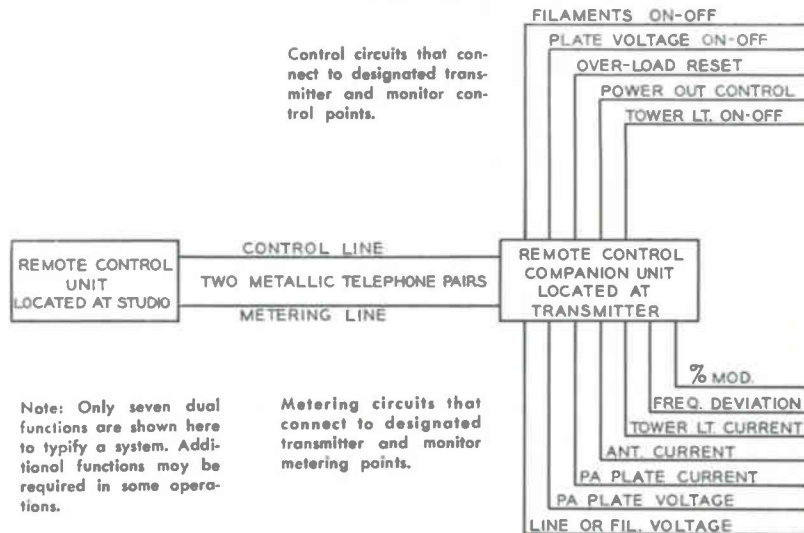 FILAMENTS ON-OFF
PLATE VOLTAGE ON-OFF
OVER-LOAD RESET
POWER OUT CONTROL
TOWER LT. ON-OFF
Control circuits that con-
nect to designated trans-
mitter and monitor con-
trol points.
REMOTE CONTROL
UNIT
LOCATED AT STUDIO
CONTROL LINE
TWO METALLIC TELEPHONE PAIRS
METERING LINE
REMOTE CONTROL
COMPANION UNIT
LOCATED AT
TRANSMITTER
Note: Only seven dual
functions are shown here
to typify a system. Addi-
tional functions may be
required in some opera-
tions.
Metering circuits that
connect to designated
transmitter and monitor
metering points.
% MOD.
FREQ. DEVIATION
TOWER LT. CURRENT
ANT. CURRENT
PA PLATE CURRENT
PA PLATE VOLTAGE
LINE OR FIL. VOLTAGE